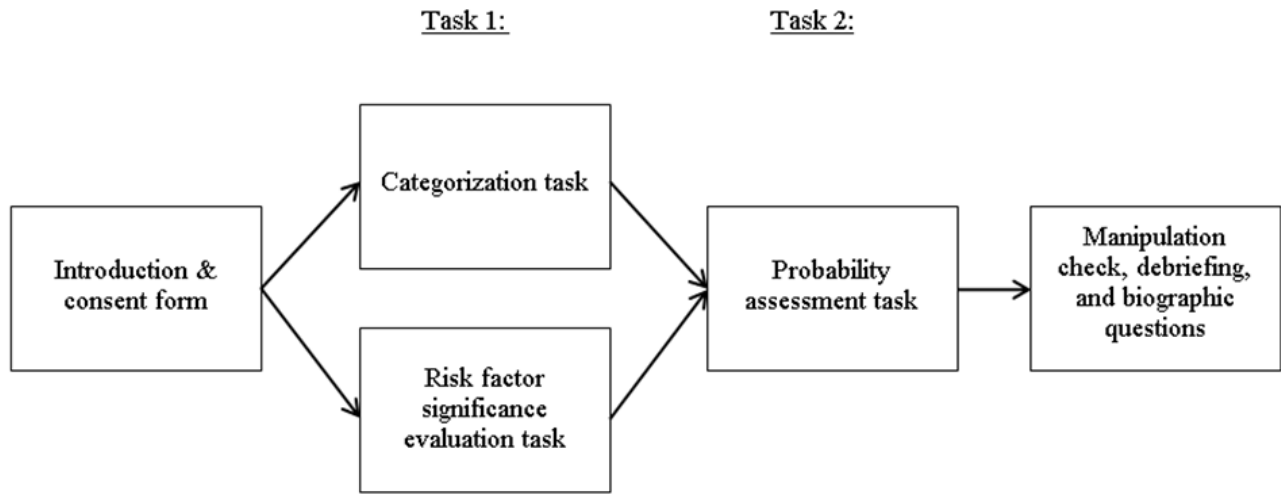 Task 1:
Task 2:
Categorization task
Introduction &
consent form
Risk factor
significance
evaluation task
Probability
assessment task
Manipulation
check, debriefing,
and biographic
questions